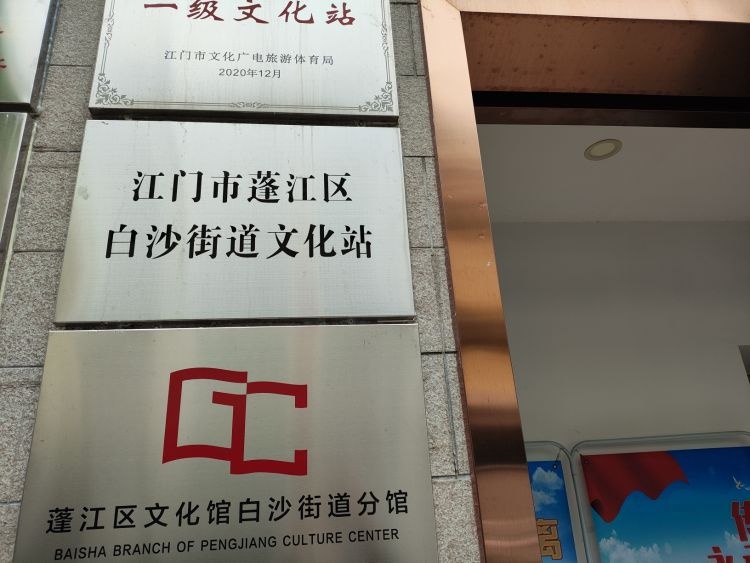 一级文化站
江门市文化广电旅游体育局
2020年12月
江门市蓬江区
白沙街道文化站
蓬江区文化馆白沙街道分馆
BAISHA BRANCH OF PENGJIANG CULTURE CENTER